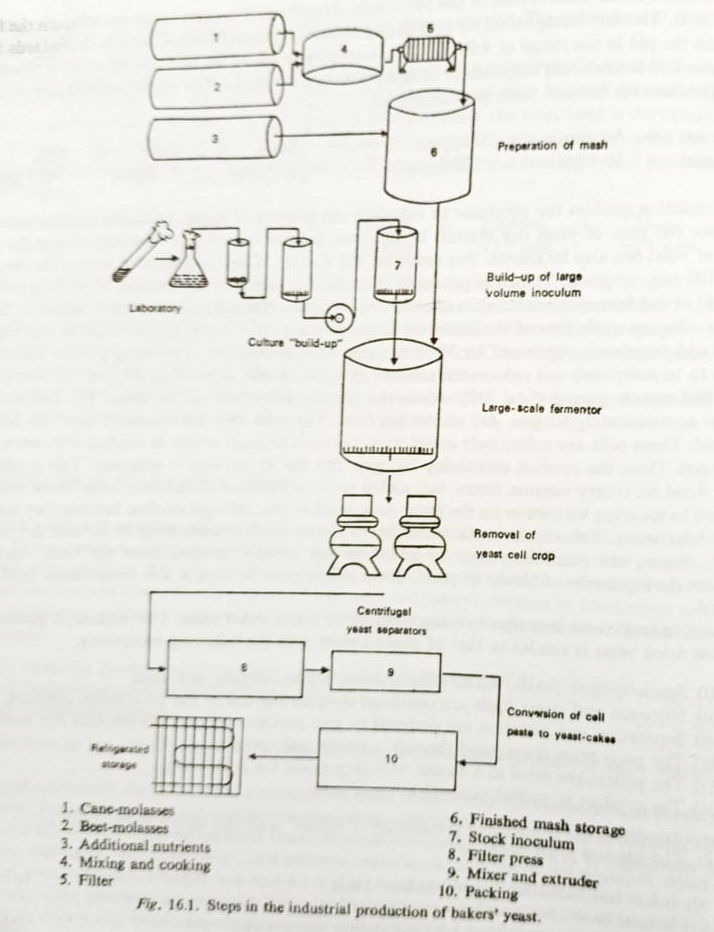 1
2
3
4
5
6
Preparation of mash
7
Build-up of large
volume inoculum
Laboratory
Culture "build-up"
Large-scale fermentor
Removal of
yeast cell crop
Centrifugal
yeast separators
8
9
Conversion of cell
paste to yeast-cakes
10
Refrigerated
storage
1. Cane-molasses
2. Beet-molasses
3. Additional nutrients
4. Mixing and cooking
5. Filter
6. Finished mash storage
7. Stock inoculum
8. Filter press
9. Mixer and extruder
10. Packing
Fig. 16.1. Steps in the industrial production of bakers' yeast.